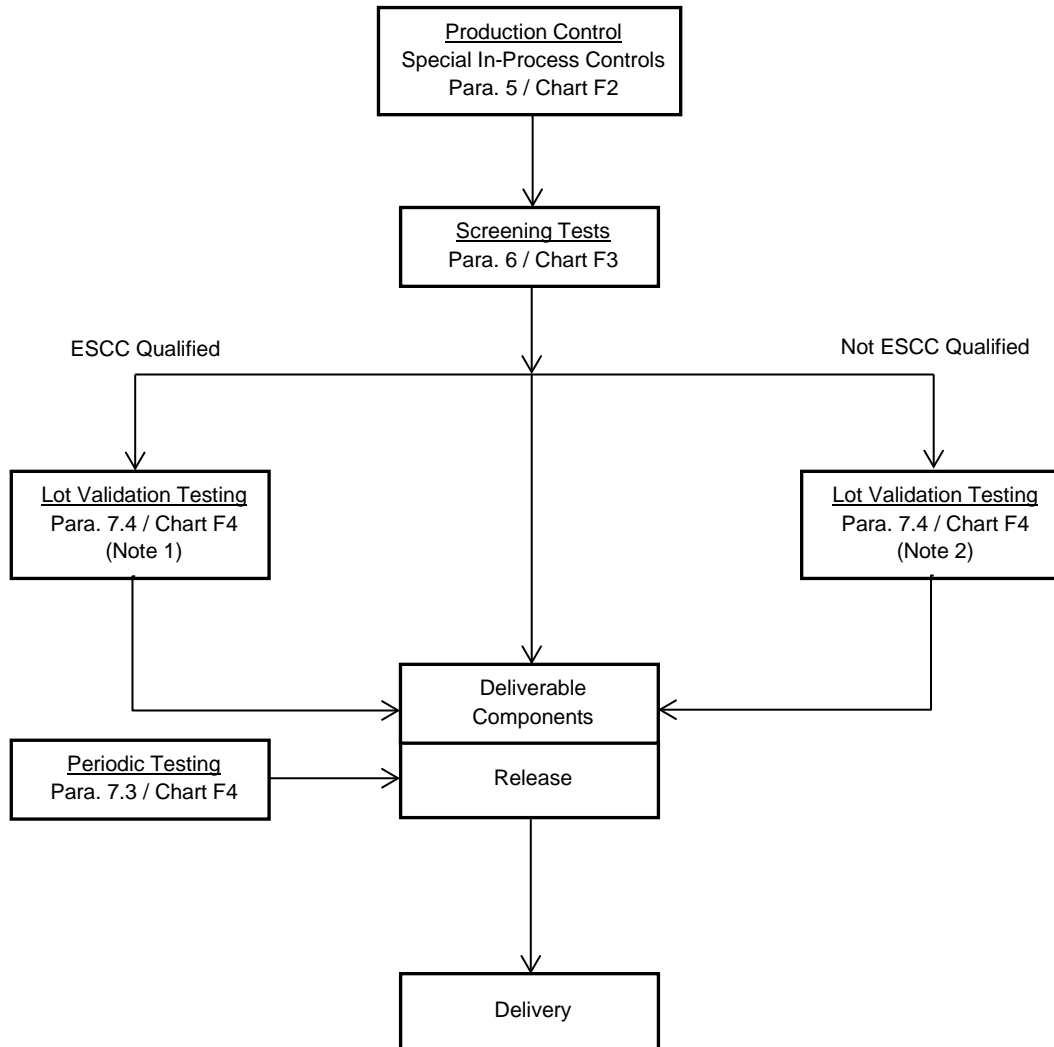 Production Control
Special In-Process Controls
Para. 5 / Chart F2
Screening Tests
Para. 6 / Chart F3
ESCC Qualified
Not ESCC Qualified
Lot Validation Testing
Para. 7.4 / Chart F4
(Note 1)
Lot Validation Testing
Para. 7.4 / Chart F4
(Note 2)
Deliverable
Components
Periodic Testing
Para. 7.3 / Chart F4
Release
Delivery